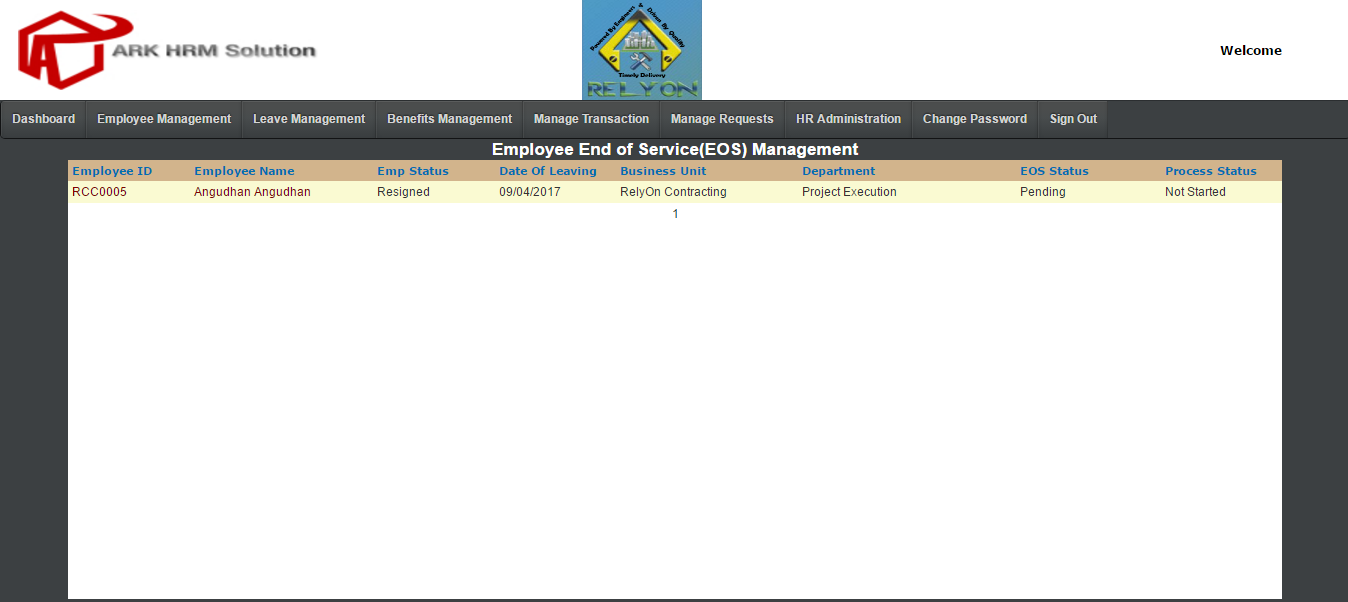 ARK HRM Solution
Powered By Engineers & Driven By Quality
Timely Delivery
RELYON
Welcome
Dashboard Employee Management Leave Management Benefits Management Manage Transaction Manage Requests HR Administration Change Password Sign Out
Employee End of Service(EOS) Management
Employee ID Employee Name Emp Status Date Of Leaving Business Unit Department EOS Status Process Status
RCC0005 Angudhan Angudhan Resigned 09/04/2017 RelyOn Contracting Project Execution Pending Not Started
1